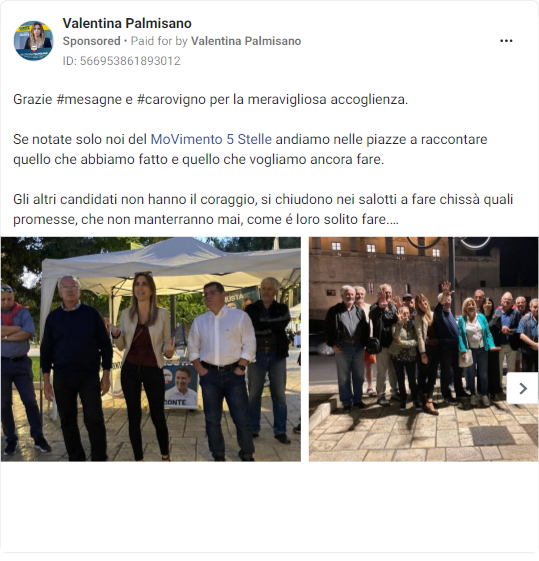 Valentina Palmisano
Sponsored • Paid for by Valentina Palmisano
ID: 566953861893012
Grazie #mesagne e #carovigno per la meravigliosa accoglienza.
Se notate solo noi del MoVimento 5 Stelle andiamo nelle piazze a raccontare
quello che abbiamo fatto e quello che vogliamo ancora fare.
Gli altri candidati non hanno il coraggio, si chiudono nei salotti a fare chissà quali
promesse, che non manterranno mai, come é loro solito fare....
CONTE